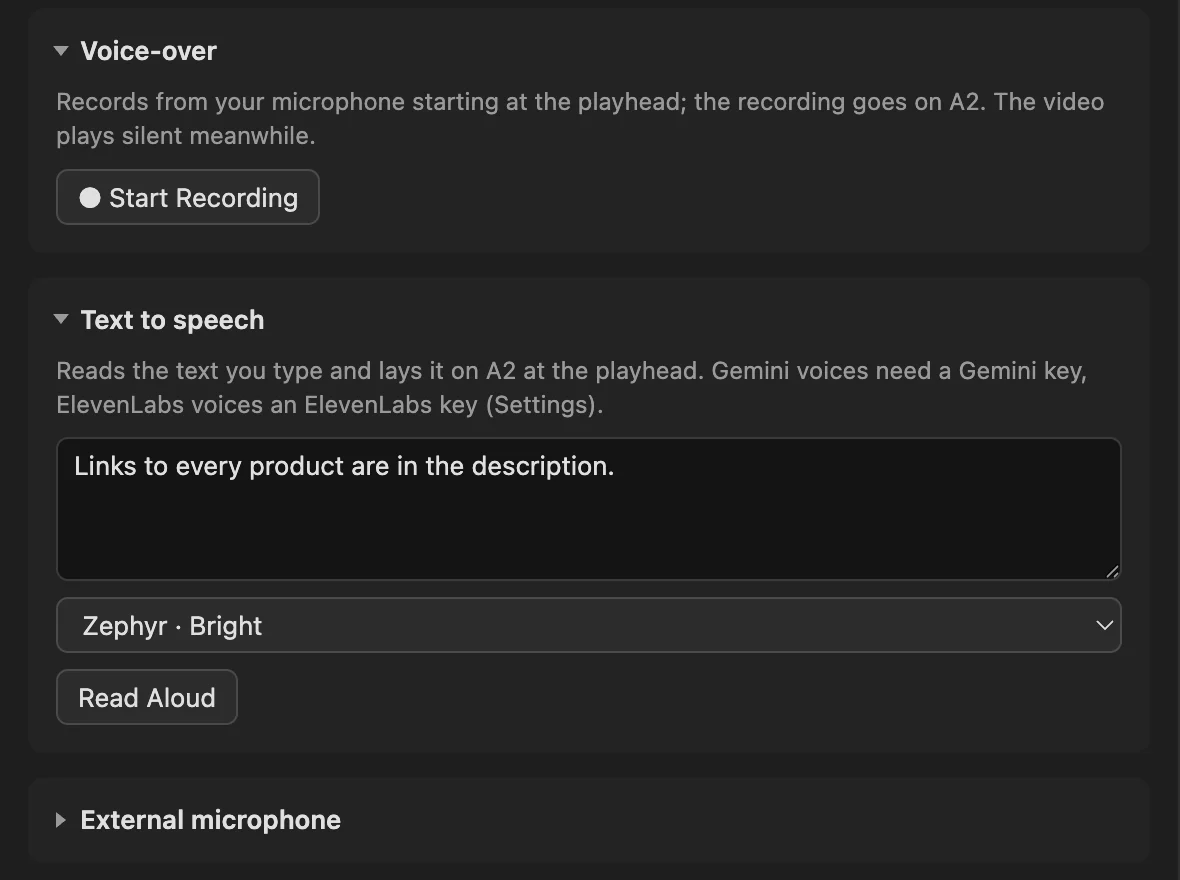 Voice-over
Records from your microphone starting at the playhead; the recording goes on A2. The video
plays silent meanwhile.
Start Recording
Text to speech
Reads the text you type and lays it on A2 at the playhead. Gemini voices need a Gemini key,
ElevenLabs voices an ElevenLabs key (Settings).
Links to every product are in the description.
Zephyr · Bright
Read Aloud
External microphone